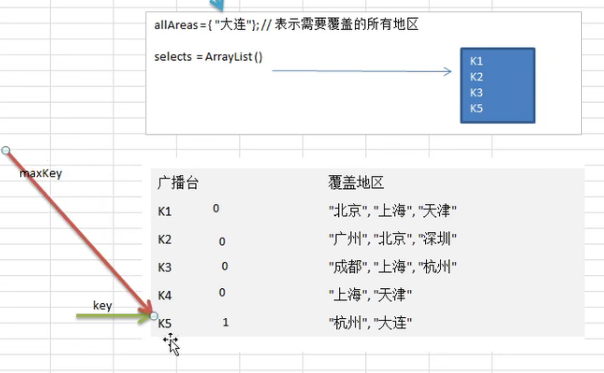 allAreas = { "大连"}; // 表示需要覆盖的所有地区
selects = ArrayList ()
K1
K2
K3
K5
maxKey
广播台 覆盖地区
K1 0 "北京", "上海", "天津"
K2 0 "广州", "北京", "深圳"
K3 0 "成都", "上海", "杭州"
K4 0 "上海", "天津"
key
K5 1 "杭州", "大连"